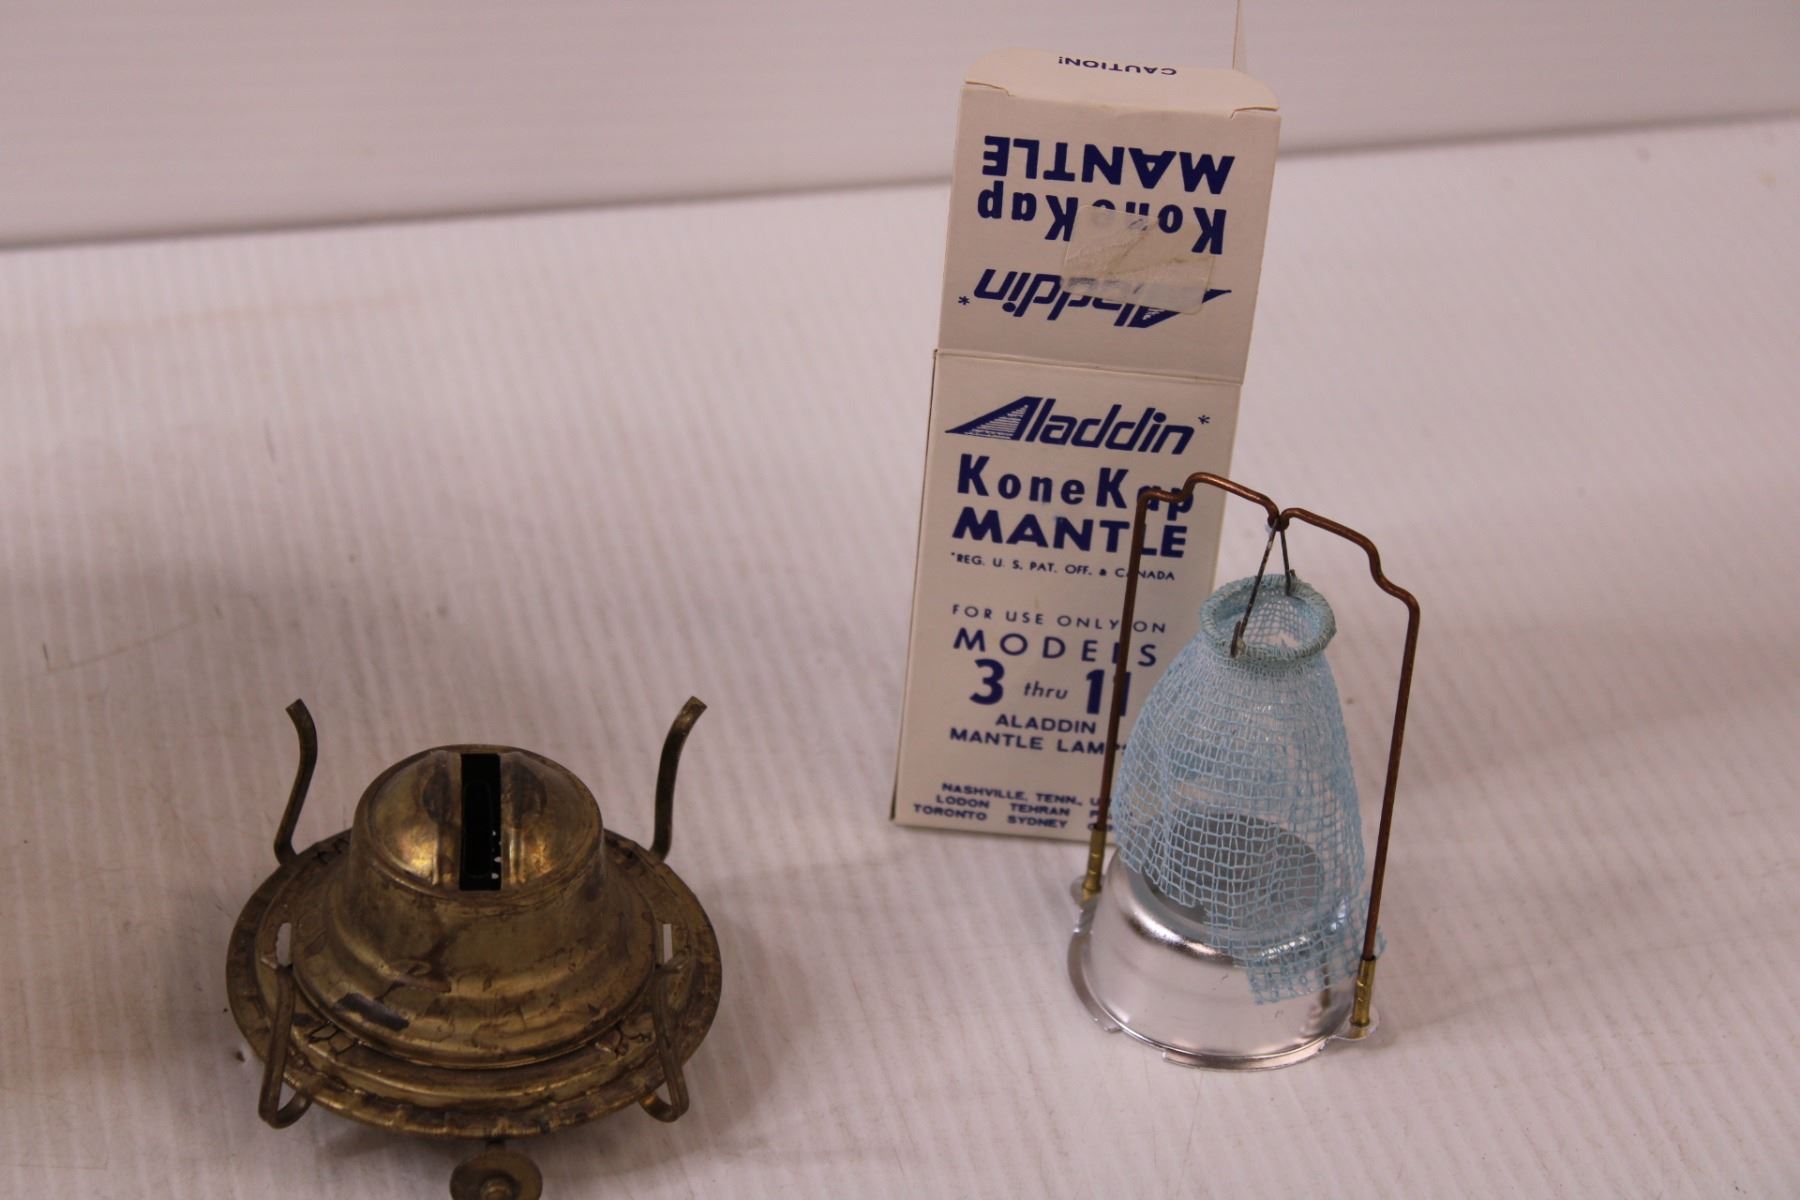 CAUTION!
MANTLE
KoneKap
Aladdin*
Aladdin*
KoneKap
MANTLE
*REG. U. S. PAT. OFF. & CANADA
FOR USE ONLY ON
MODELS
3 thru 11
ALADDIN
MANTLE LAMPS
NASHVILLE, TENN., U
LODON TEHRAN
TORONTO SYDNEY